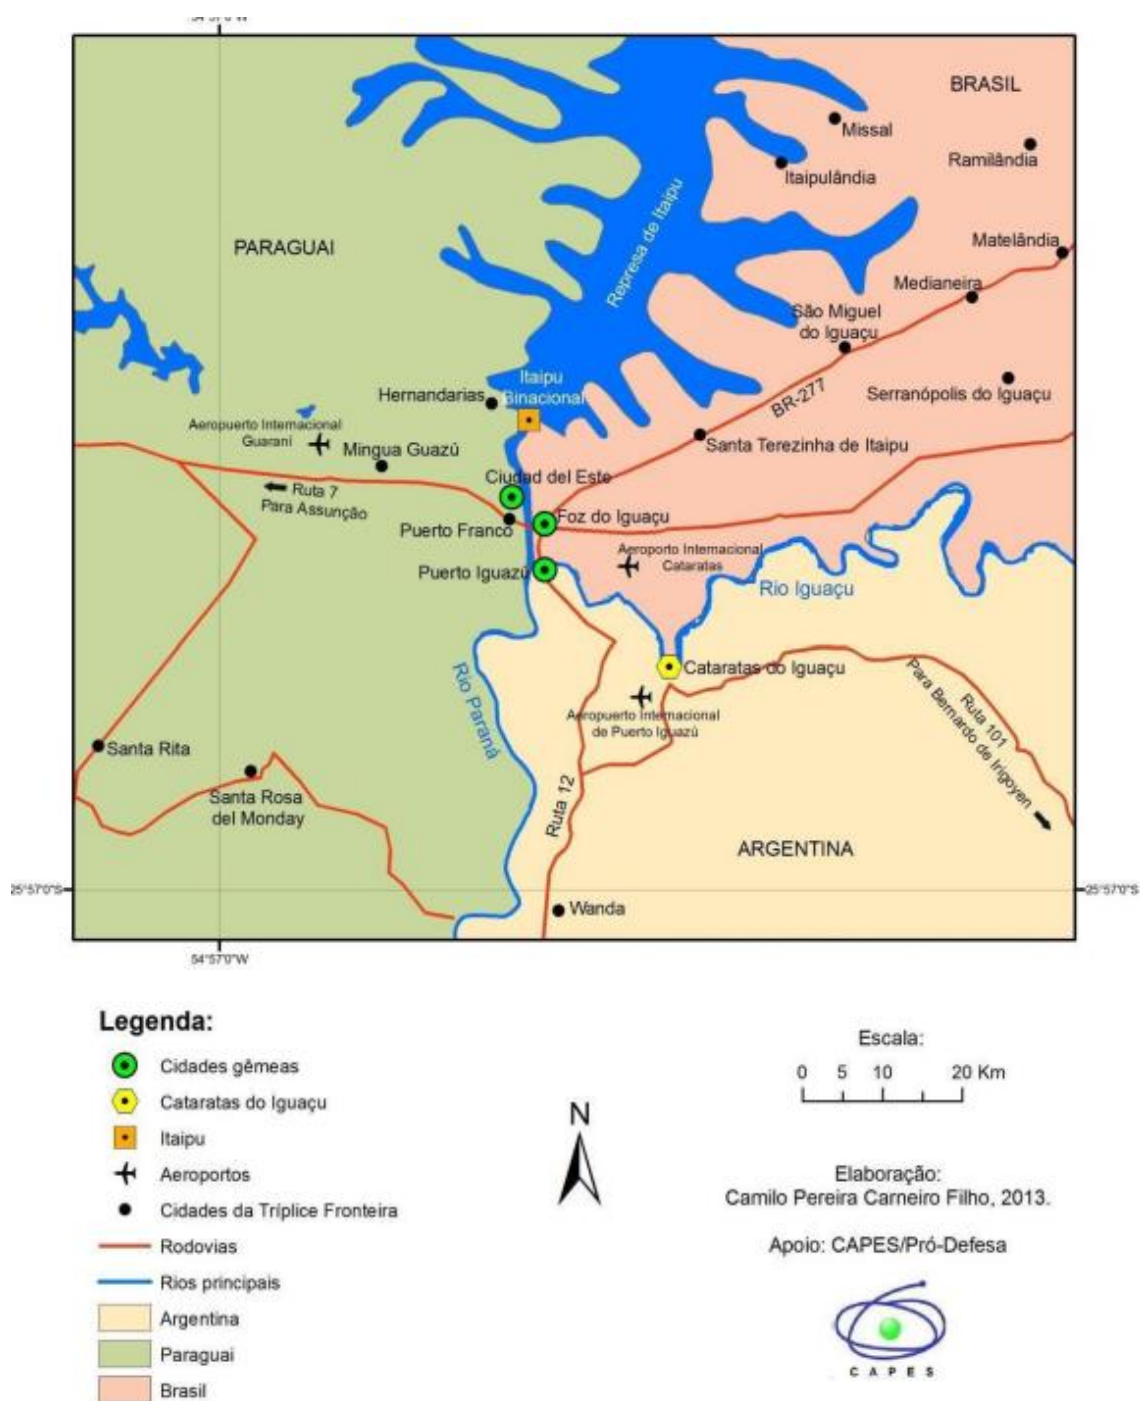 54°57'0"W
BRASIL
Missal
Ramilândia
Itaipulândia
Represa de Itaipu
PARAGUAI
Matelândia
Medianeira
São Miguel
do Iguaçu
Itaipu
Binacional
Hernandarias
BR-277
Serranópolis do Iguaçu
Aeropuerto Internacional
Guaraní
Mingua Guazú
Santa Terezinha de Itaipu
Ciudad del Este
Ruta 7
Para Assunção
Puerto Franco
Foz do Iguaçu
Aeroporto Internacional
Cataratas
Puerto Iguazú
Rio Iguaçu
Cataratas do Iguaçu
Rio Paraná
Aeropuerto Internacional
de Puerto Iguazú
Ruta 101
Para Bernardo de Irigoyen
Santa Rita
Santa Rosa
del Monday
Ruta 12
ARGENTINA
25°57'0"S
25°57'0"S
Wanda
54°57'0"W
Legenda:
Cidades gêmeas
Cataratas do Iguaçu
Itaipu
Aeroportos
Cidades da Tríplice Fronteira
Rodovias
Rios principais
Argentina
Paraguai
Brasil
N
Escala:
0 5 10 20 Km
Elaboração:
Camilo Pereira Carneiro Filho, 2013.
Apoio: CAPES/Pró-Defesa
CAPES